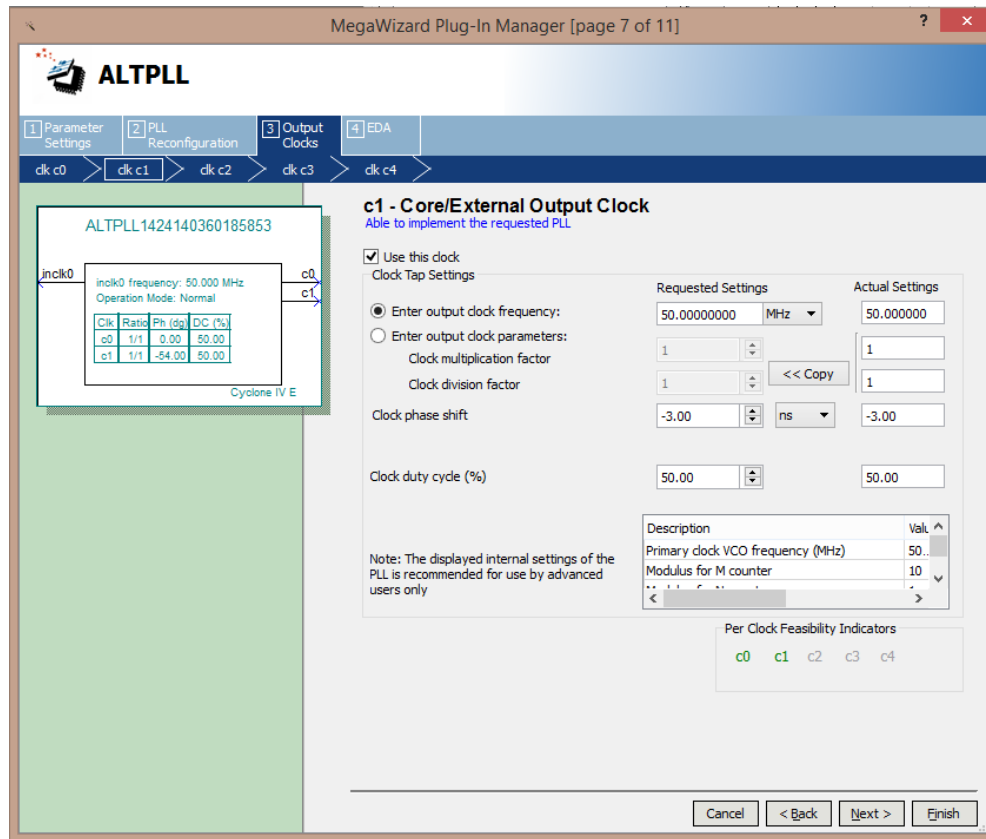 MegaWizard Plug-In Manager [page 7 of 11]
? ×
ALTPLL
1 Parameter Settings
2 PLL Reconfiguration
3 Output Clocks
4 EDA
clk c0
clk c1
clk c2
clk c3
clk c4
ALTPLL1424140360185853
inclk0
c0
c1
inclk0 frequency: 50.000 MHz
Operation Mode: Normal
Clk Ratio Ph (dg) DC (%)
c0 1/1 0.00 50.00
c1 1/1 -54.00 50.00
Cyclone IV E
c1 - Core/External Output Clock
Able to implement the requested PLL
Use this clock
Clock Tap Settings
Requested Settings Actual Settings
Enter output clock frequency: 50.00000000 MHz 50.000000
Enter output clock parameters:
Clock multiplication factor 1 1
<< Copy
Clock division factor 1 1
Clock phase shift -3.00 ns -3.00
Clock duty cycle (%) 50.00 50.00
Note: The displayed internal settings of the
PLL is recommended for use by advanced
users only
Description
Primary clock VCO frequency (MHz) 50..
Modulus for M counter 10
Per Clock Feasibility Indicators
c0 c1 c2 c3 c4
Cancel < Back Next > Finish